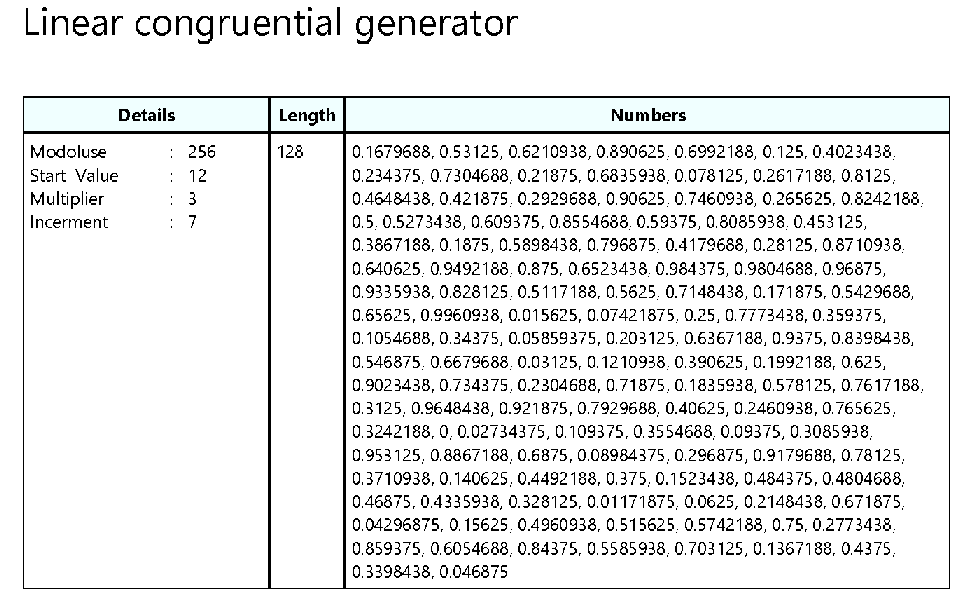 Linear congruential generator
Details Length Numbers
Modoluse : 256 128 0.1679688, 0.53125, 0.6210938, 0.890625, 0.6992188, 0.125, 0.4023438,
Start Value : 12 0.234375, 0.7304688, 0.21875, 0.6835938, 0.078125, 0.2617188, 0.8125,
Multiplier : 3 0.4648438, 0.421875, 0.2929688, 0.90625, 0.7460938, 0.265625, 0.8242188,
Incerment : 7 0.5, 0.5273438, 0.609375, 0.8554688, 0.59375, 0.8085938, 0.453125,
0.3867188, 0.1875, 0.5898438, 0.796875, 0.4179688, 0.28125, 0.8710938,
0.640625, 0.9492188, 0.875, 0.6523438, 0.984375, 0.9804688, 0.96875,
0.9335938, 0.828125, 0.5117188, 0.5625, 0.7148438, 0.171875, 0.5429688,
0.65625, 0.9960938, 0.015625, 0.07421875, 0.25, 0.7773438, 0.359375,
0.1054688, 0.34375, 0.05859375, 0.203125, 0.6367188, 0.9375, 0.8398438,
0.546875, 0.6679688, 0.03125, 0.1210938, 0.390625, 0.1992188, 0.625,
0.9023438, 0.734375, 0.2304688, 0.71875, 0.1835938, 0.578125, 0.7617188,
0.3125, 0.9648438, 0.921875, 0.7929688, 0.40625, 0.2460938, 0.765625,
0.3242188, 0, 0.02734375, 0.109375, 0.3554688, 0.09375, 0.3085938,
0.953125, 0.8867188, 0.6875, 0.08984375, 0.296875, 0.9179688, 0.78125,
0.3710938, 0.140625, 0.4492188, 0.375, 0.1523438, 0.484375, 0.4804688,
0.46875, 0.4335938, 0.328125, 0.01171875, 0.0625, 0.2148438, 0.671875,
0.04296875, 0.15625, 0.4960938, 0.515625, 0.5742188, 0.75, 0.2773438,
0.859375, 0.6054688, 0.84375, 0.5585938, 0.703125, 0.1367188, 0.4375,
0.3398438, 0.046875